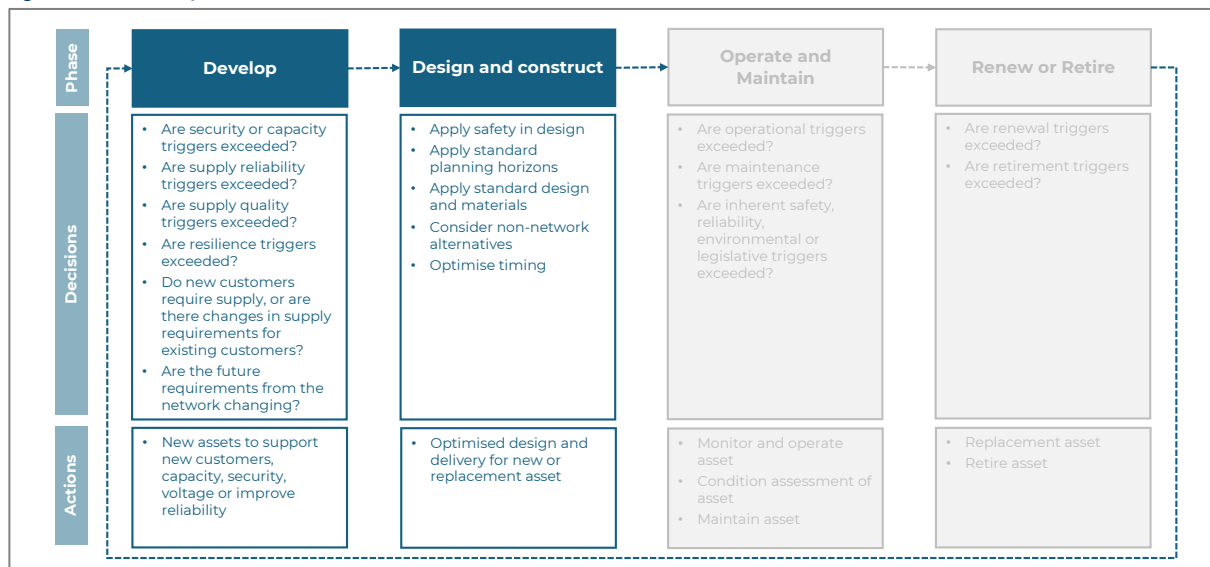 Phase
Develop
Design and construct
Operate and
Maintain
Renew or Retire
Decisions
• Are security or capacity
triggers exceeded?
• Are supply reliability
triggers exceeded?
• Are supply quality
triggers exceeded?
• Are resilience triggers
exceeded?
• Do new customers
require supply, or are
there changes in supply
requirements for
existing customers?
• Are the future
requirements from the
network changing?
• Apply safety in design
• Apply standard
planning horizons
• Apply standard design
and materials
• Consider non-network
alternatives
• Optimise timing
• Are operational triggers
exceeded?
• Are maintenance
triggers exceeded?
• Are inherent safety,
reliability,
environmental or
legislative triggers
exceeded?
• Are renewal triggers
exceeded?
• Are retirement triggers
exceeded?
Actions
• New assets to support
new customers,
capacity, security,
voltage or improve
reliability
• Optimised design and
delivery for new or
replacement asset
• Monitor and operate
asset
• Condition assessment of
asset
• Maintain asset
• Replacement asset
• Retire asset